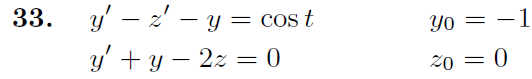 33. y′ − z′ − y = cos t y₀ = −1
y′ + y − 2z = 0 z₀ = 0